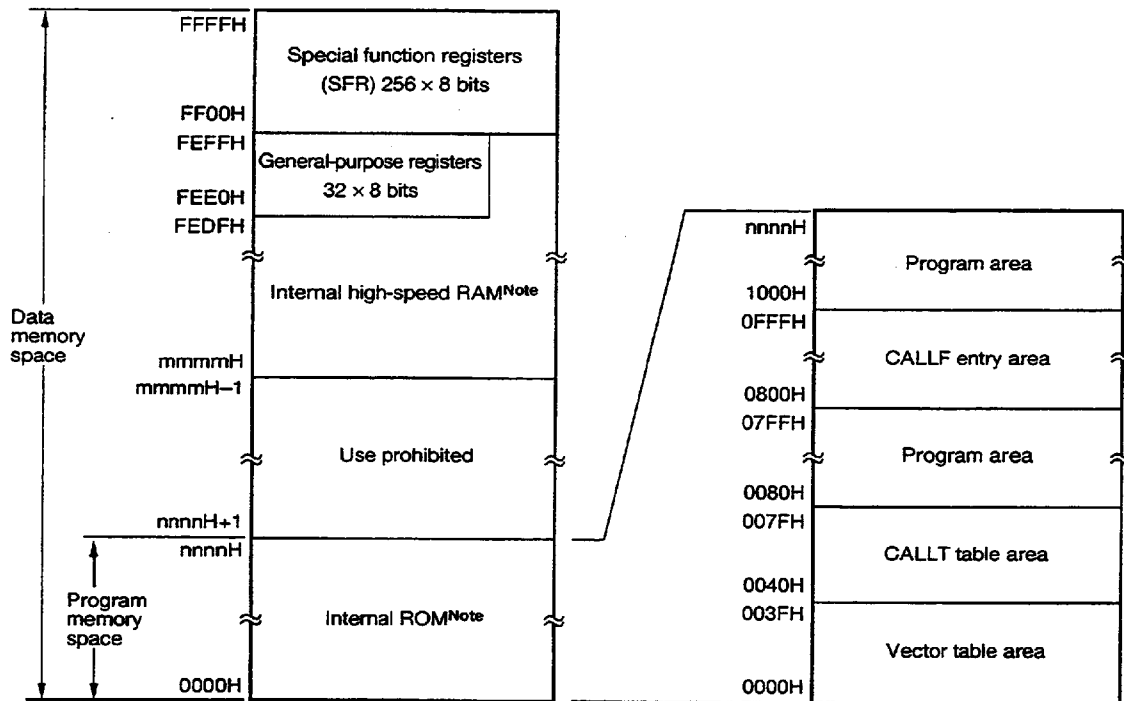 FFFFH
Special function registers
(SFR) 256 × 8 bits
FF00H
FEFFH
General-purpose registers
32 × 8 bits
FEE0H
FEDFH
Internal high-speed RAMNote
Data
memory
space
mmmmH
mmmmH–1
Use prohibited
nnnnH+1
nnnnH
Program
memory
space
Internal ROMNote
0000H
nnnnH
Program area
1000H
0FFFH
CALLF entry area
0800H
07FFH
Program area
0080H
007FH
CALLT table area
0040H
003FH
Vector table area
0000H